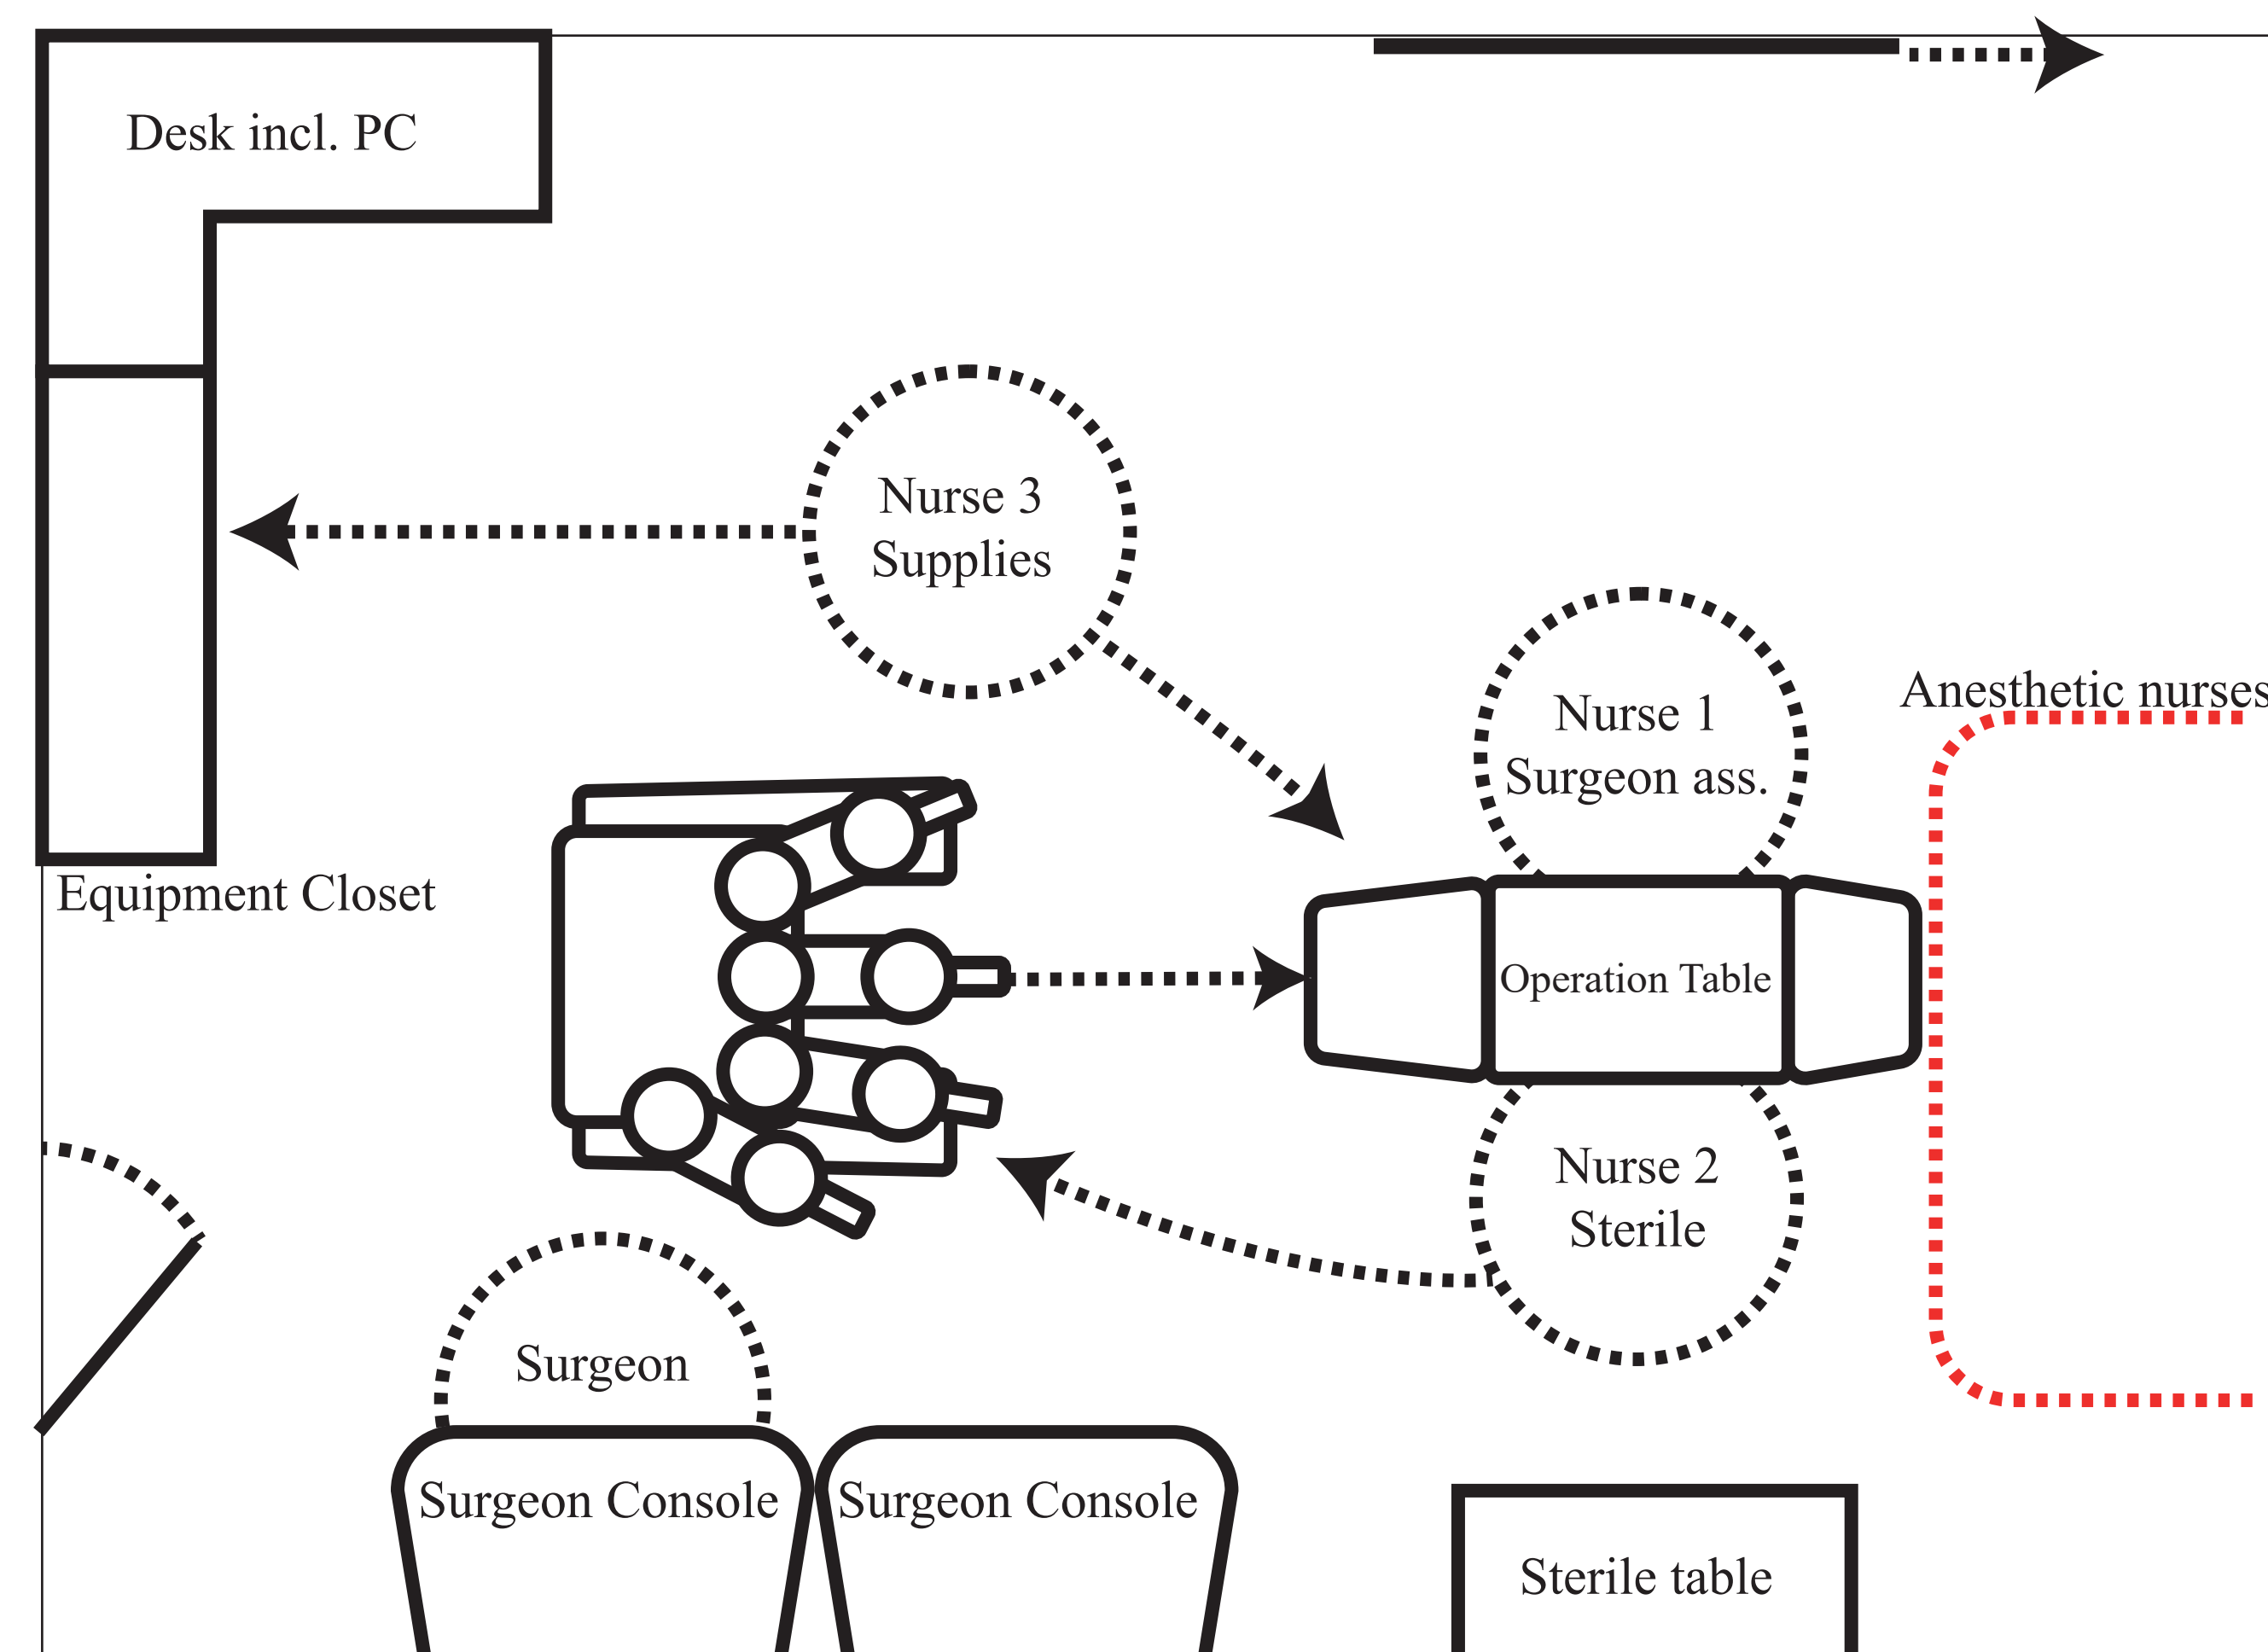 Desk incl. PC
Nurse 3
Supplies
Nurse 1
Surgeon ass.
Anesthetic nurses
Equipment Closet
Operation Table
Nurse 2
Sterile
Surgeon
Surgeon Console
Surgeon Console
Sterile table